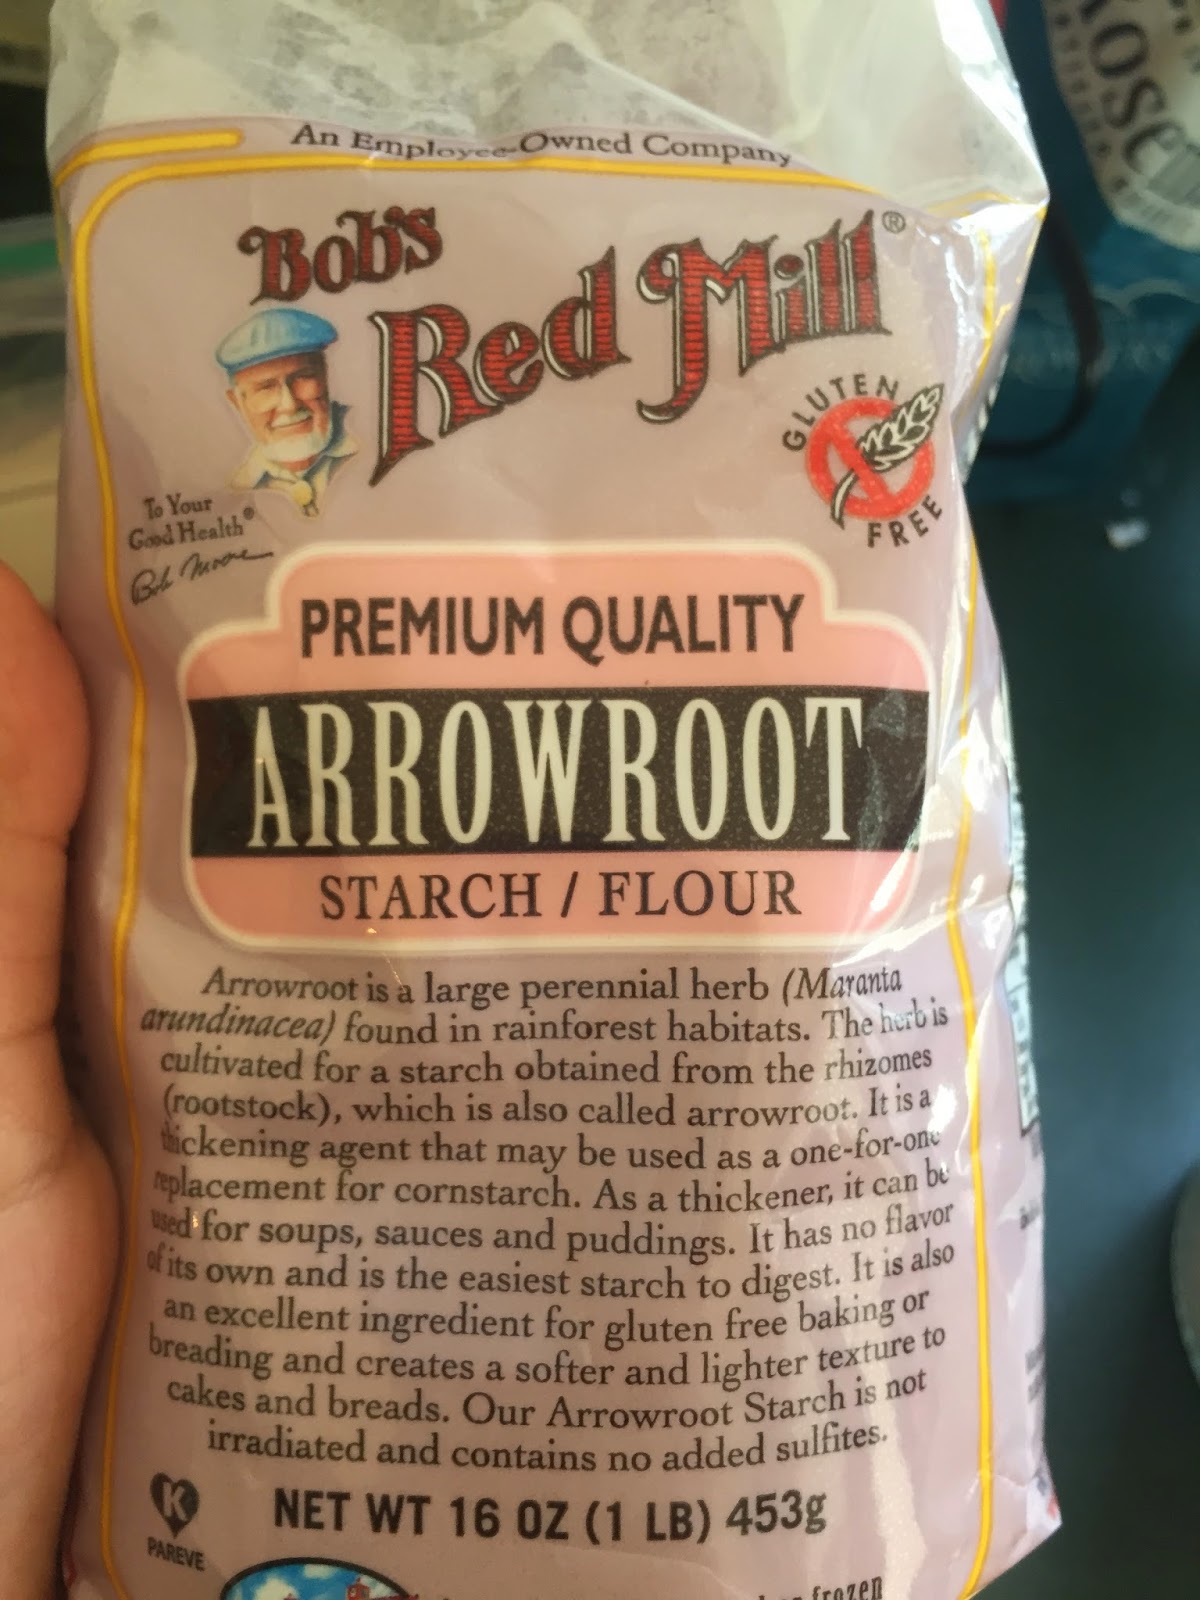 An Employee-Owned Company
Bob's
Red Mill®
GLUTEN
FREE
To Your
Good Health®
Bob Moore
PREMIUM QUALITY
ARROWROOT
STARCH / FLOUR
Arrowroot is a large perennial herb (Maranta
arundinacea) found in rainforest habitats. The herb is
cultivated for a starch obtained from the rhizomes
(rootstock), which is also called arrowroot. It is a
thickening agent that may be used as a one-for-one
replacement for cornstarch. As a thickener, it can be
used for soups, sauces and puddings. It has no flavor
of its own and is the easiest starch to digest. It is also
an excellent ingredient for gluten free baking or
breading and creates a softer and lighter texture to
cakes and breads. Our Arrowroot Starch is not
irradiated and contains no added sulfites.
K
PAREVE
NET WT 16 OZ (1 LB) 453g
frozen